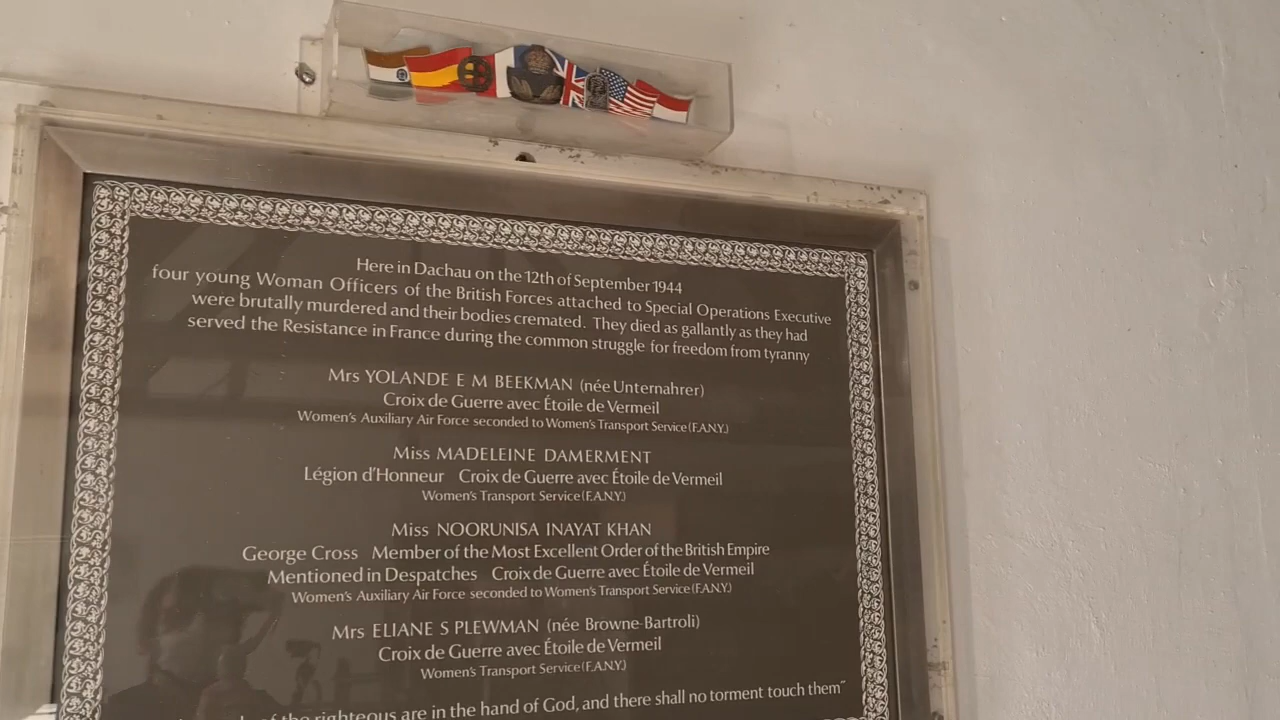 Here in Dachau on the 12th of September 1944
four young Woman Officers of the British Forces attached to Special Operations Executive
were brutally murdered and their bodies cremated. They died as gallantly as they had
served the Resistance in France during the common struggle for freedom from tyranny
Mrs YOLANDE E M BEEKMAN (née Unternahrer)
Croix de Guerre avec Étoile de Vermeil
Women's Auxiliary Air Force seconded to Women's Transport Service (F.A.N.Y.)
Miss MADELEINE DAMERMENT
Légion d'Honneur Croix de Guerre avec Étoile de Vermeil
Women's Transport Service (F.A.N.Y.)
Miss NOORUNISA INAYAT KHAN
George Cross Member of the Most Excellent Order of the British Empire
Mentioned in Despatches Croix de Guerre avec Étoile de Vermeil
Women's Auxiliary Air Force seconded to Women's Transport Service (F.A.N.Y.)
Mrs ELIANE S PLEWMAN (née Browne-Bartroli)
Croix de Guerre avec Étoile de Vermeil
Women's Transport Service (F.A.N.Y.)
of the righteous are in the hand of God, and there shall no torment touch them"